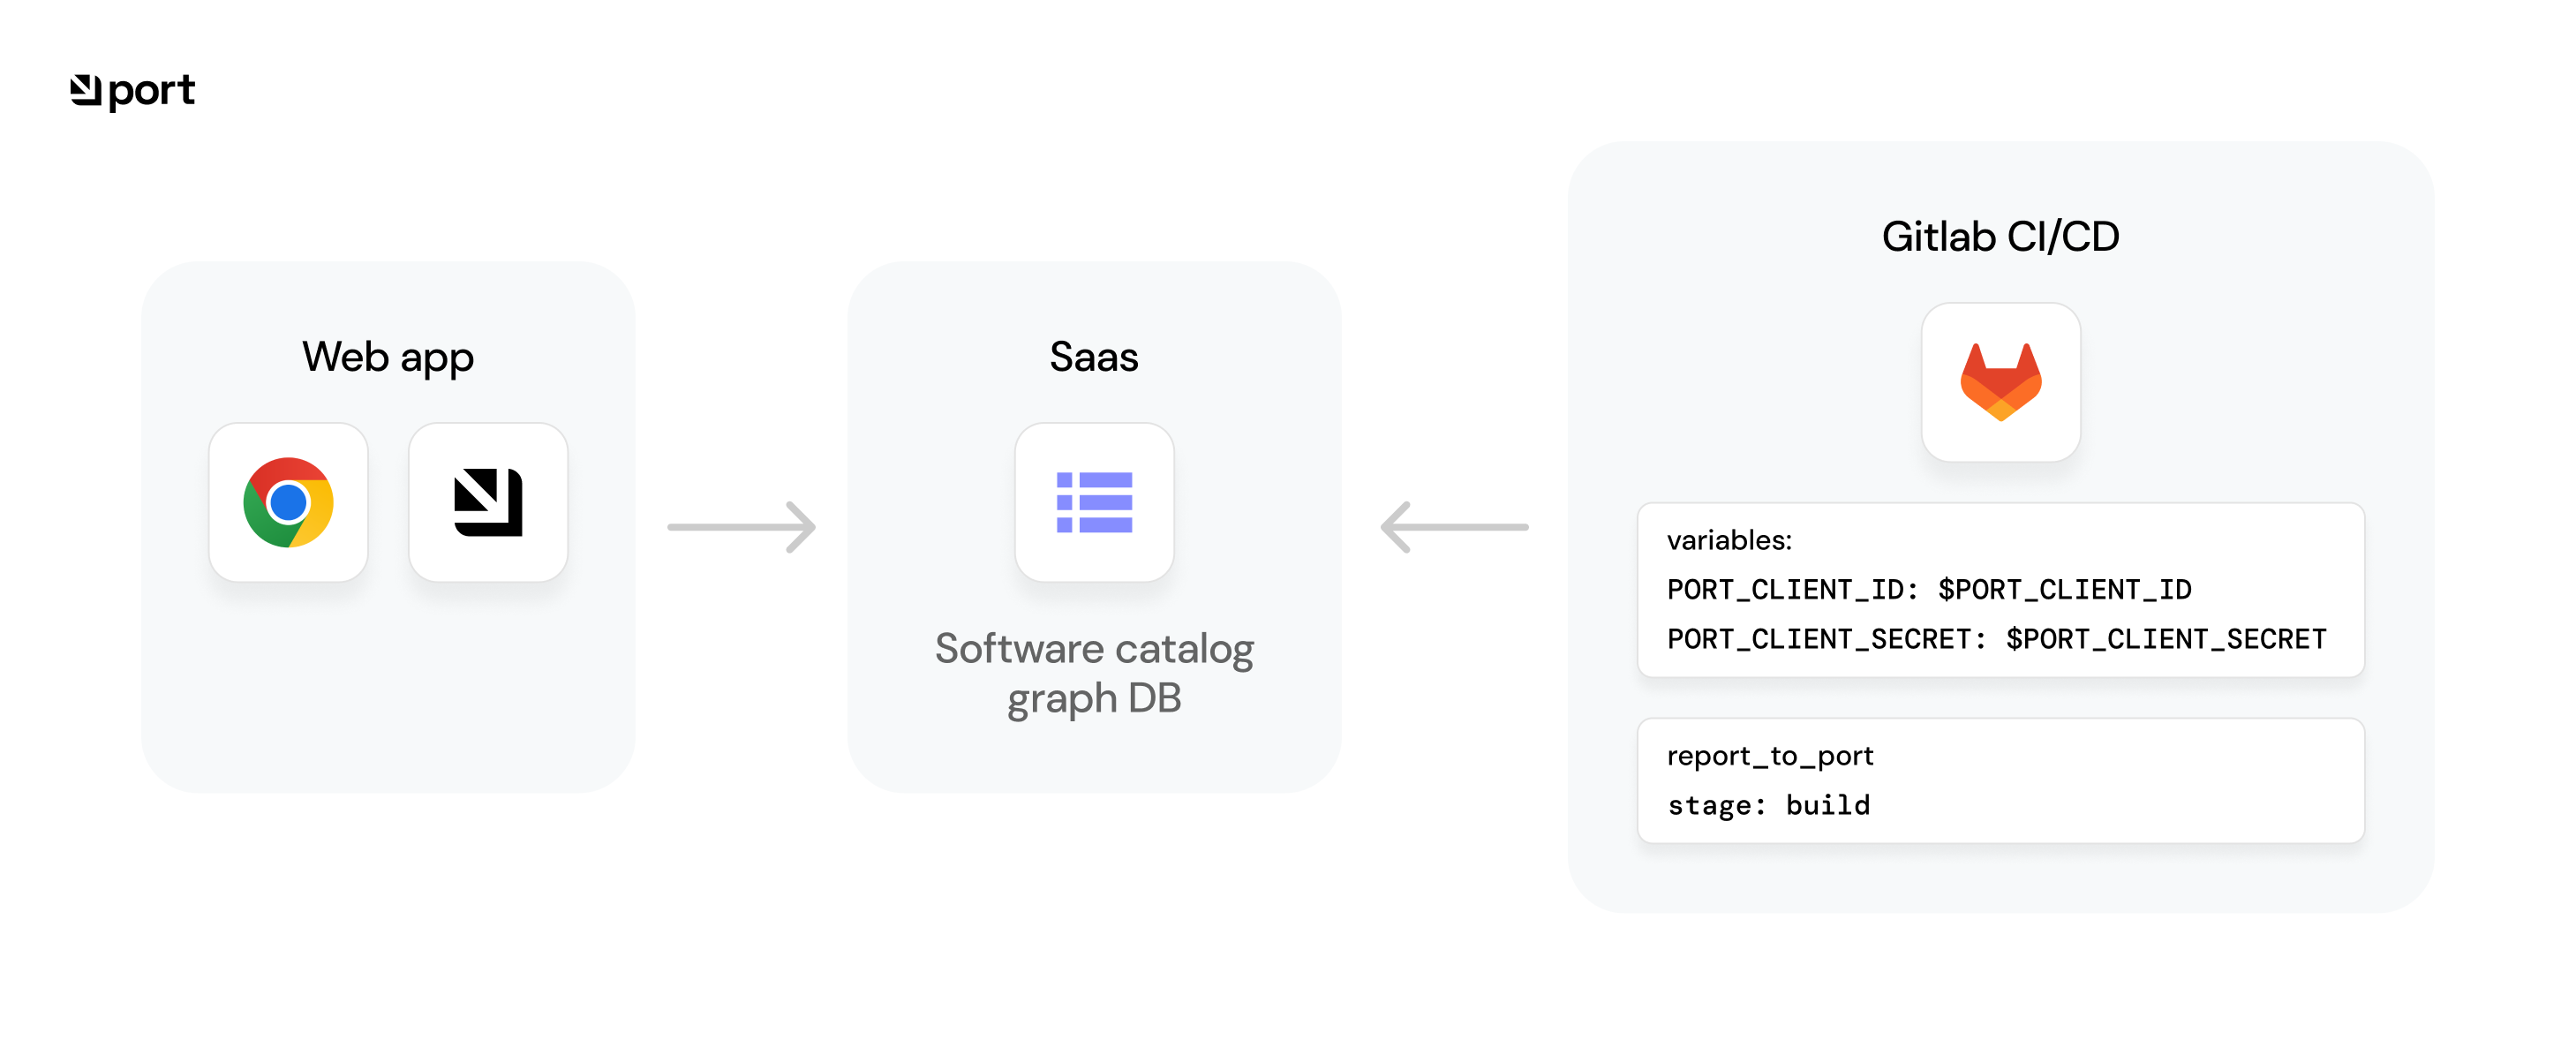 port
Web app
Saas
Software catalog
graph DB
Gitlab CI/CD
variables:
PORT_CLIENT_ID: $PORT_CLIENT_ID
PORT_CLIENT_SECRET: $PORT_CLIENT_SECRET
report_to_port
stage: build